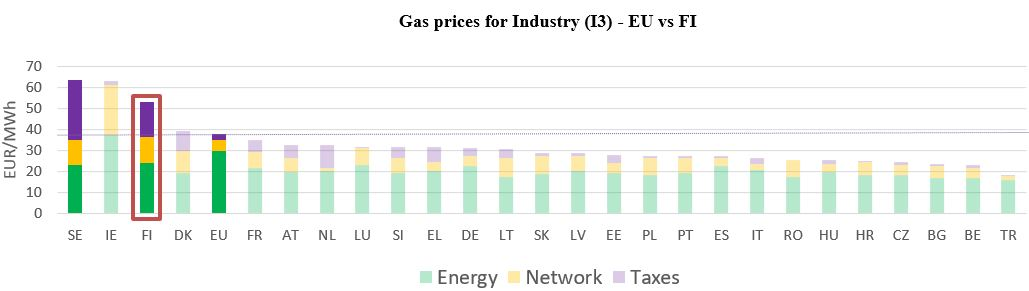 Gas prices for Industry (I3) - EU vs FI
EUR/MWh
70
60
50
40
30
20
10
0
SE IE FI DK EU FR AT NL LU SI EL DE LT SK LV EE PL PT ES IT RO HU HR CZ BG BE TR
Energy Network Taxes